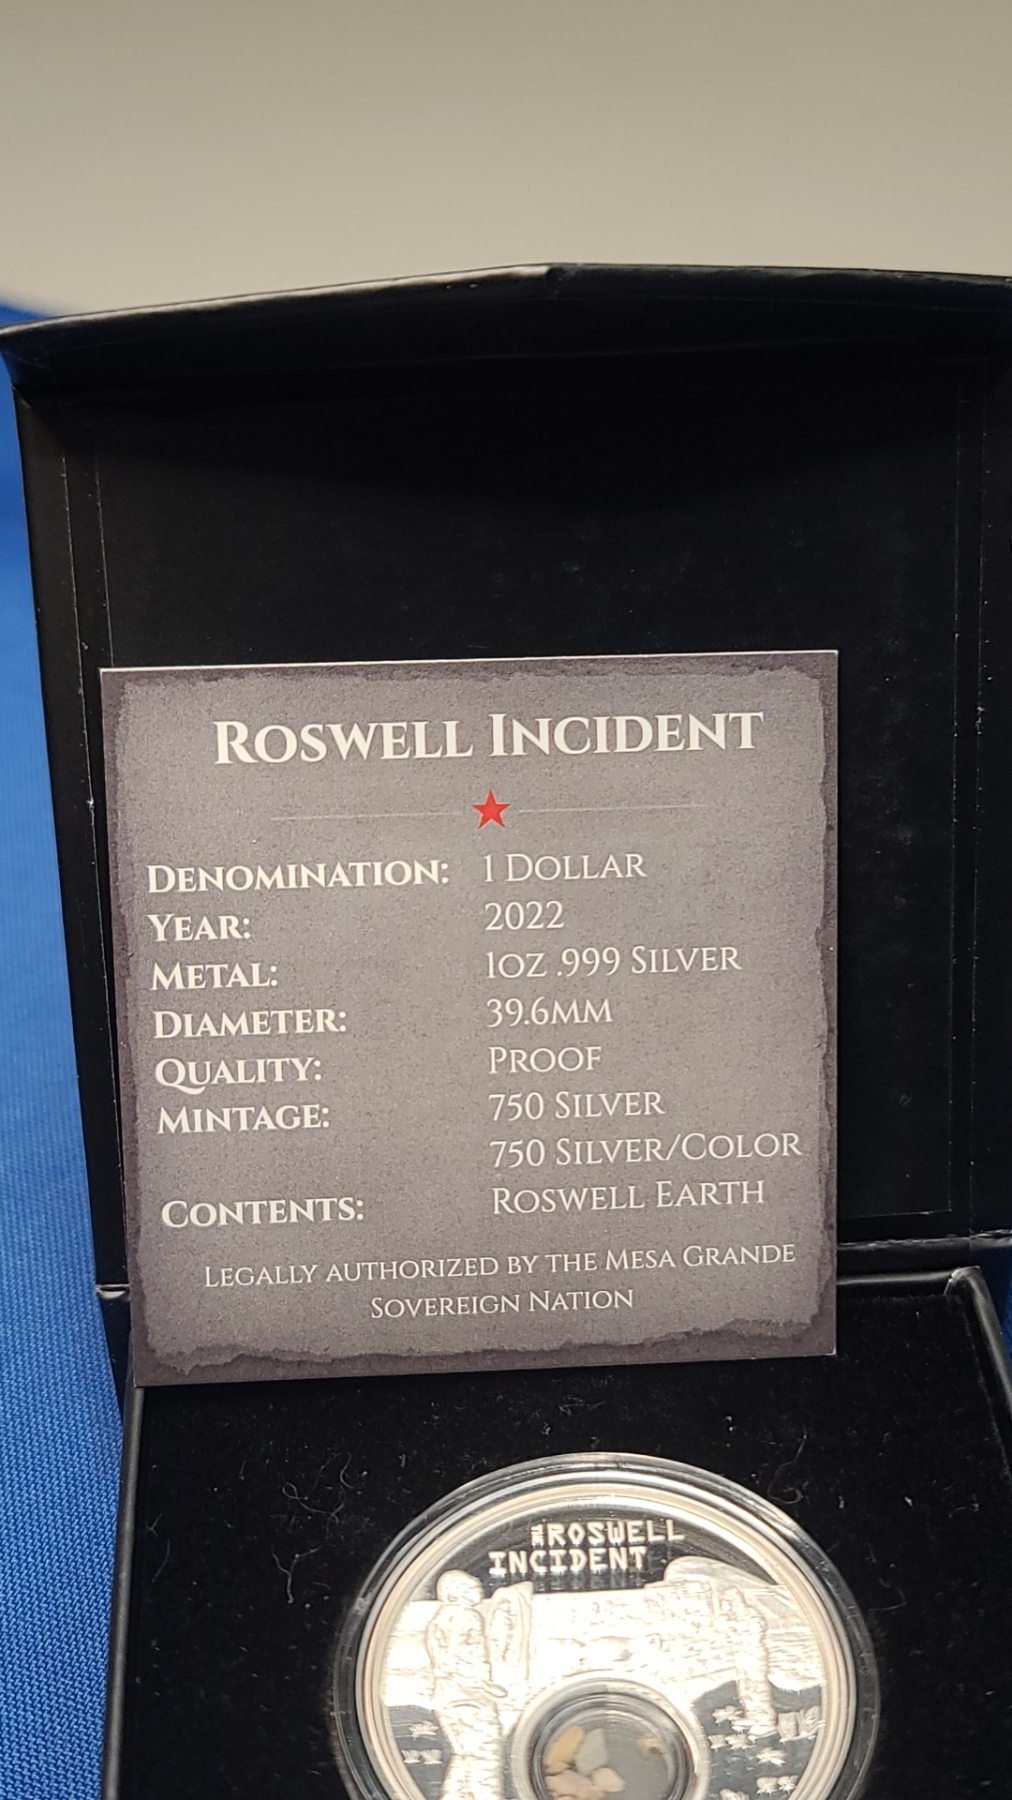 Roswell Incident
Denomination: 1 Dollar
Year: 2022
Metal: 1oz .999 Silver
Diameter: 39.6mm
Quality: Proof
Mintage: 750 Silver
750 Silver/Color
Contents: Roswell Earth
Legally authorized by the Mesa Grande
Sovereign Nation
THE ROSWELL
INCIDENT